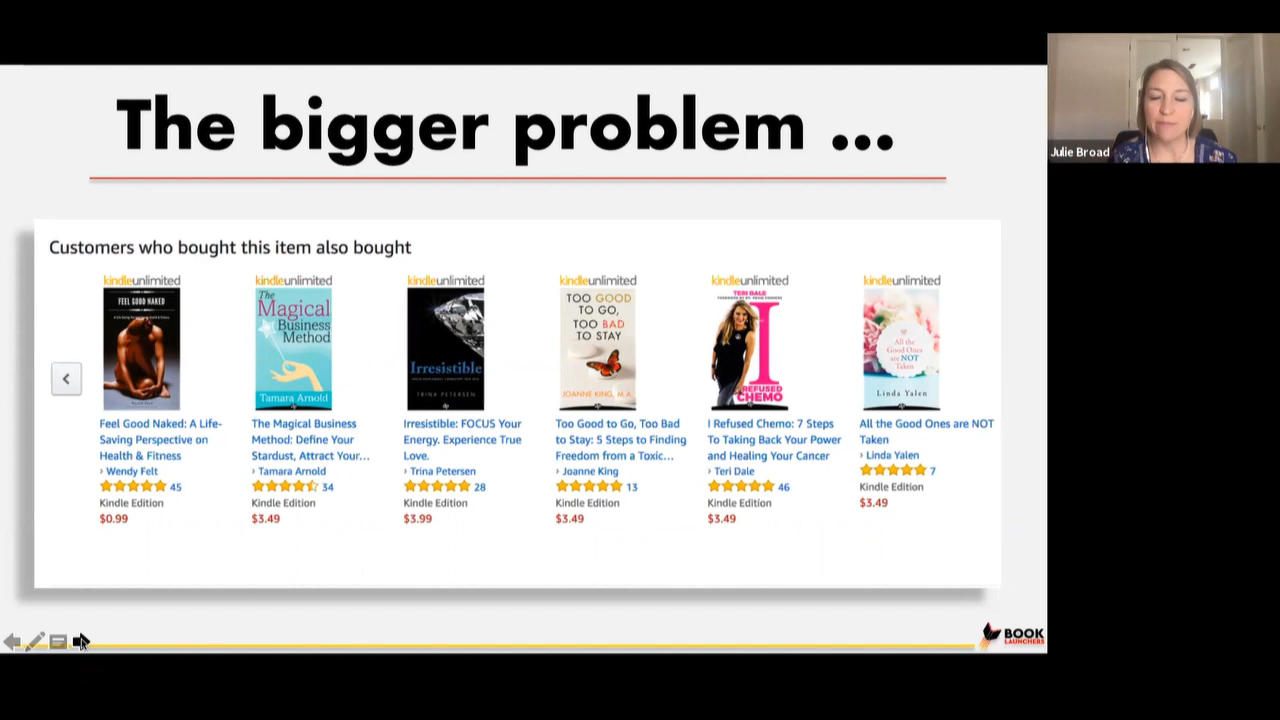 The bigger problem ...
Julie Broad
Customers who bought this item also bought
kindleunlimited kindleunlimited kindleunlimited kindleunlimited kindleunlimited kindleunlimited
FEEL GOOD NAKED
The
Magical
Business
Method
Tamara Arnold
Irresistible
TRINA PETERSEN
TOO GOOD
TO GO,
TOO BAD
TO STAY
JOANNE KING, M.A.
TERI DALE
I
REFUSED
CHEMO
All the
Good Ones
are NOT
Taken
Linda Yalen
Feel Good Naked: A Life-
Saving Perspective on
Health & Fitness
› Wendy Felt
45
Kindle Edition
$0.99
The Magical Business
Method: Define Your
Stardust, Attract Your...
› Tamara Arnold
34
Kindle Edition
$3.49
Irresistible: FOCUS Your
Energy. Experience True
Love.
› Trina Petersen
28
Kindle Edition
$3.99
Too Good to Go, Too Bad
to Stay: 5 Steps to Finding
Freedom from a Toxic...
› Joanne King
13
Kindle Edition
$3.49
I Refused Chemo: 7 Steps
To Taking Back Your Power
and Healing Your Cancer
› Teri Dale
46
Kindle Edition
$3.49
All the Good Ones are NOT
Taken
› Linda Yalen
7
Kindle Edition
$3.49
BOOK
LAUNCHERS